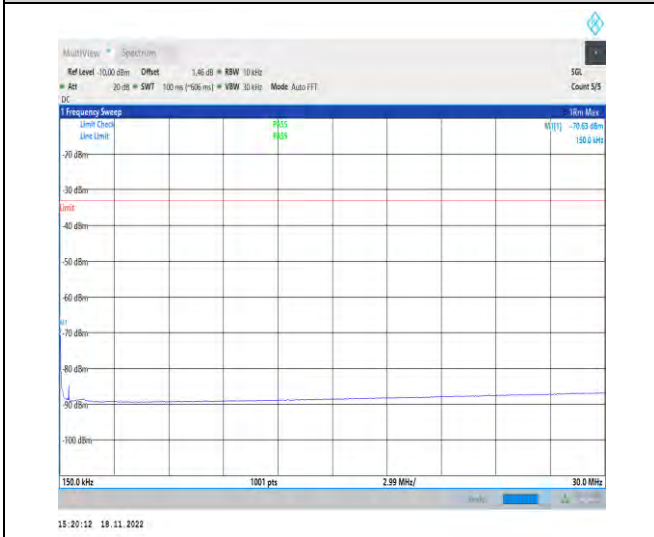 MultiView Spectrum
Ref Level -10.00 dBm Offset 1.46 dB RBW 10 kHz SGL
Att 20 dB SWT 100 ms (~606 ms) VBW 30 kHz Mode Auto FFT Count 5/5
DC
1 Frequency Sweep 1Rm Max
Limit Check PASS M1[1] -70.63 dBm
Line Limit PASS 150.0 kHz
-20 dBm
-30 dBm
Limit
-40 dBm
-50 dBm
-60 dBm
M1
-70 dBm
-80 dBm
-90 dBm
-100 dBm
150.0 kHz 1001 pts 2.99 MHz/ 30.0 MHz
15:20:12 18.11.2022